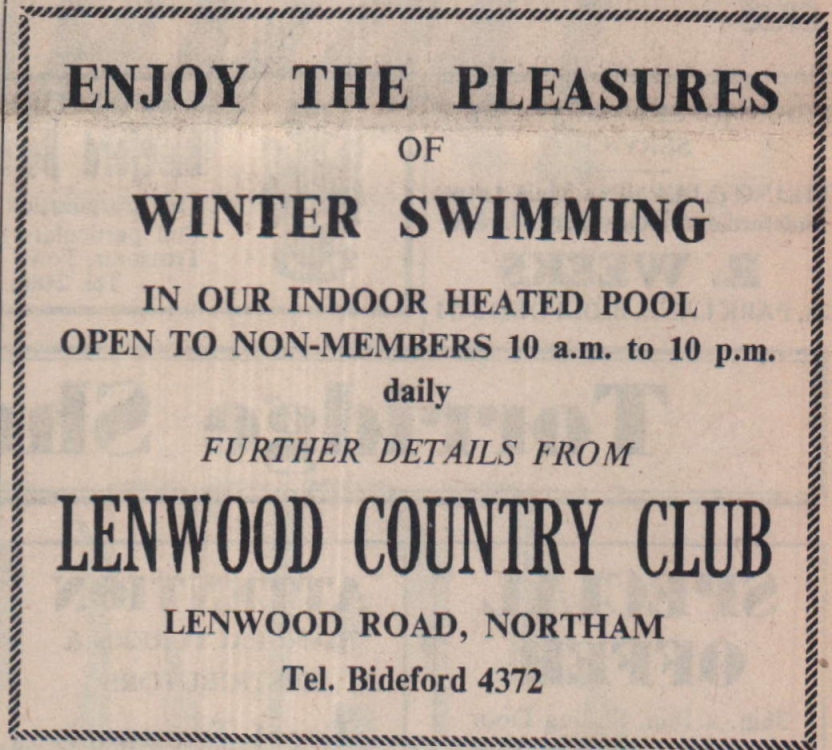 ENJOY THE PLEASURES
OF
WINTER SWIMMING
IN OUR INDOOR HEATED POOL
OPEN TO NON-MEMBERS 10 a.m. to 10 p.m.
daily
FURTHER DETAILS FROM
LENWOOD COUNTRY CLUB
LENWOOD ROAD, NORTHAM
Tel. Bideford 4372